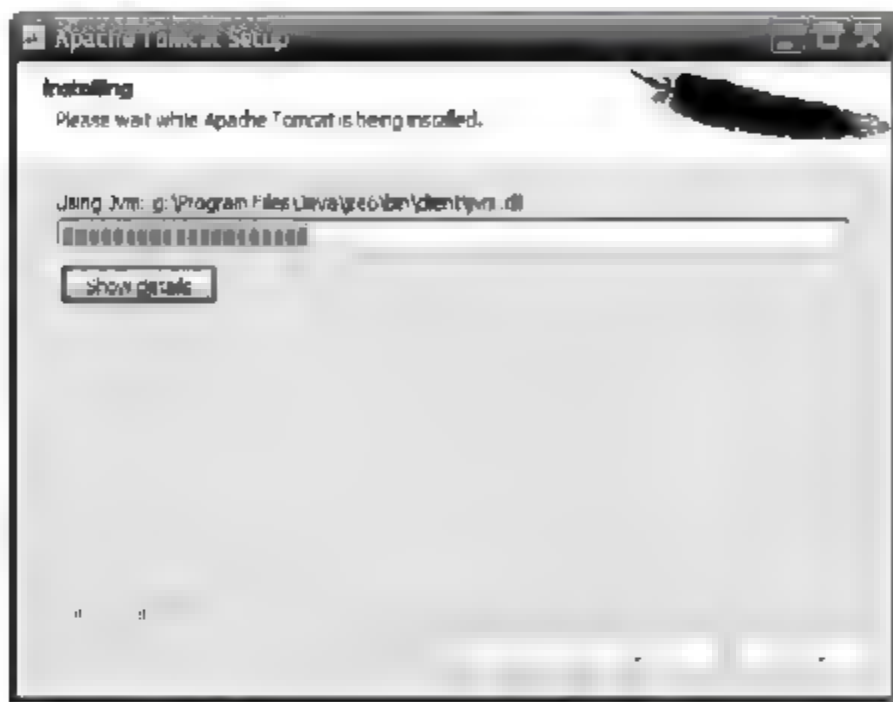 Apache Tomcat Setup
Installing
Please wait while Apache Tomcat is being installed.
Using Jvm: g:\Program Files\Java\jre6\bin\client\jvm.dll
Show details